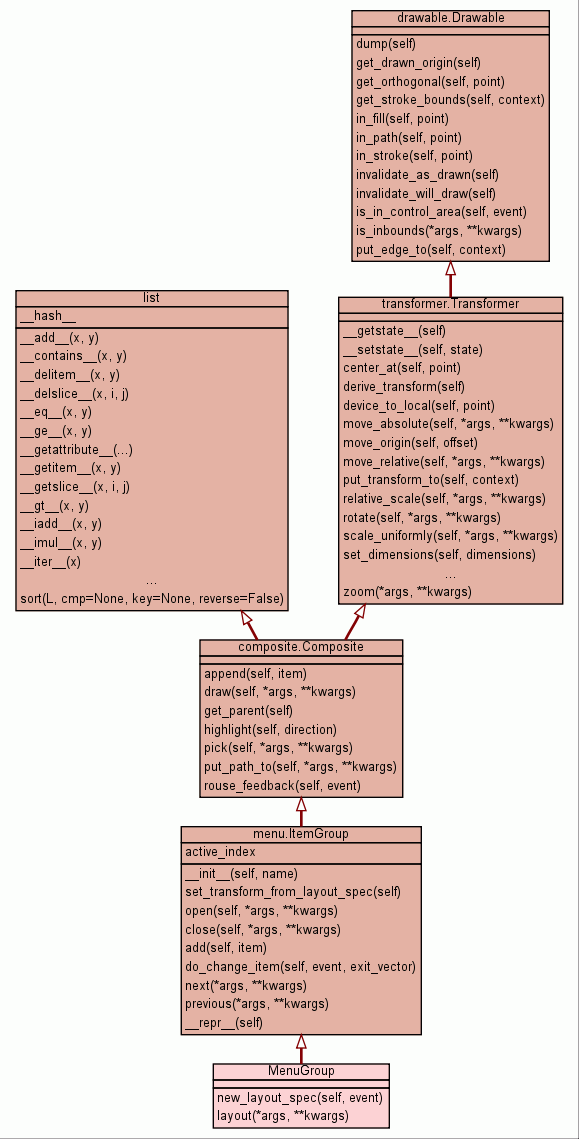 drawable.Drawable
dump(self)
get_drawn_origin(self)
get_orthogonal(self, point)
get_stroke_bounds(self, context)
in_fill(self, point)
in_path(self, point)
in_stroke(self, point)
invalidate_as_drawn(self)
invalidate_will_draw(self)
is_in_control_area(self, event)
is_inbounds(*args, **kwargs)
put_edge_to(self, context)
list
__hash__
__add__(x, y)
__contains__(x, y)
__delitem__(x, y)
__delslice__(x, i, j)
__eq__(x, y)
__ge__(x, y)
__getattribute__(...)
__getitem__(x, y)
__getslice__(x, i, j)
__gt__(x, y)
__iadd__(x, y)
__imul__(x, y)
__iter__(x)
...
sort(L, cmp=None, key=None, reverse=False)
transformer.Transformer
__getstate__(self)
__setstate__(self, state)
center_at(self, point)
derive_transform(self)
device_to_local(self, point)
move_absolute(self, *args, **kwargs)
move_origin(self, offset)
move_relative(self, *args, **kwargs)
put_transform_to(self, context)
relative_scale(self, *args, **kwargs)
rotate(self, *args, **kwargs)
scale_uniformly(self, *args, **kwargs)
set_dimensions(self, dimensions)
...
zoom(*args, **kwargs)
composite.Composite
append(self, item)
draw(self, *args, **kwargs)
get_parent(self)
highlight(self, direction)
pick(self, *args, **kwargs)
put_path_to(self, *args, **kwargs)
rouse_feedback(self, event)
menu.ItemGroup
active_index
__init__(self, name)
set_transform_from_layout_spec(self)
open(self, *args, **kwargs)
close(self, *args, **kwargs)
add(self, item)
do_change_item(self, event, exit_vector)
next(*args, **kwargs)
previous(*args, **kwargs)
__repr__(self)
MenuGroup
new_layout_spec(self, event)
layout(*args, **kwargs)